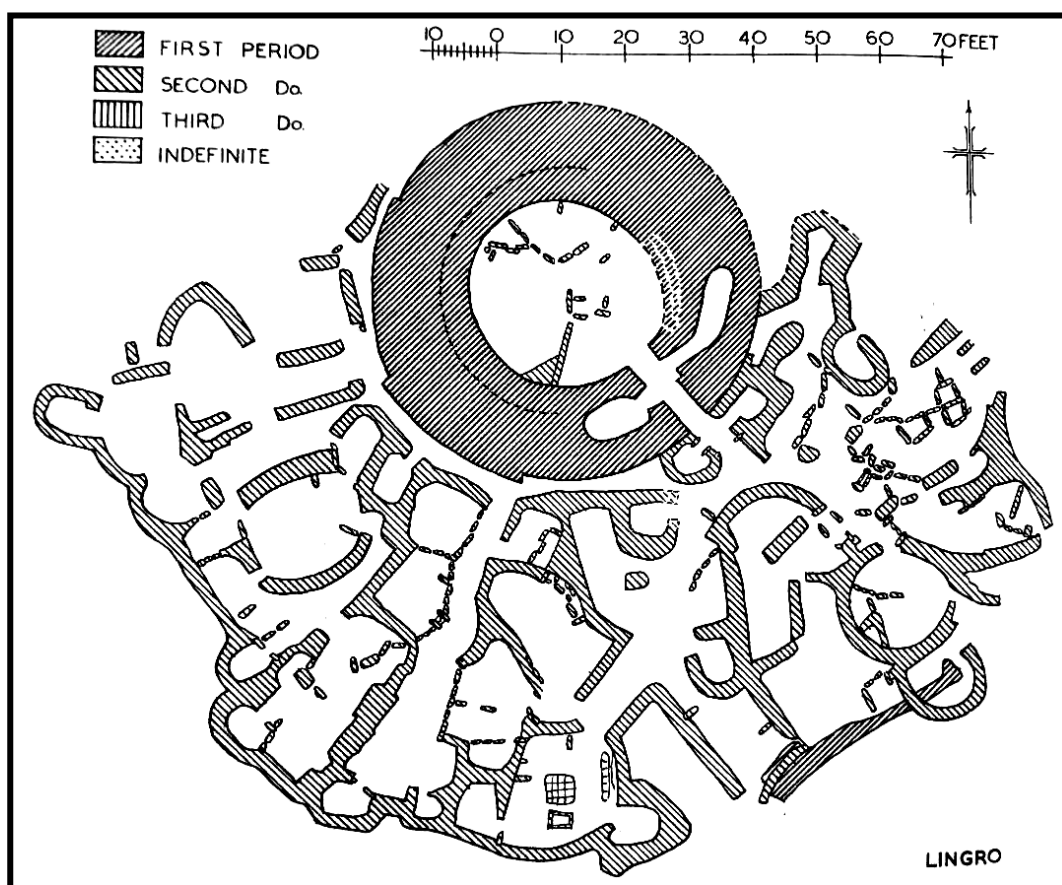 10 0 10 20 30 40 50 60 70 FEET
FIRST PERIOD
SECOND Do.
THIRD Do.
INDEFINITE
LINGRO